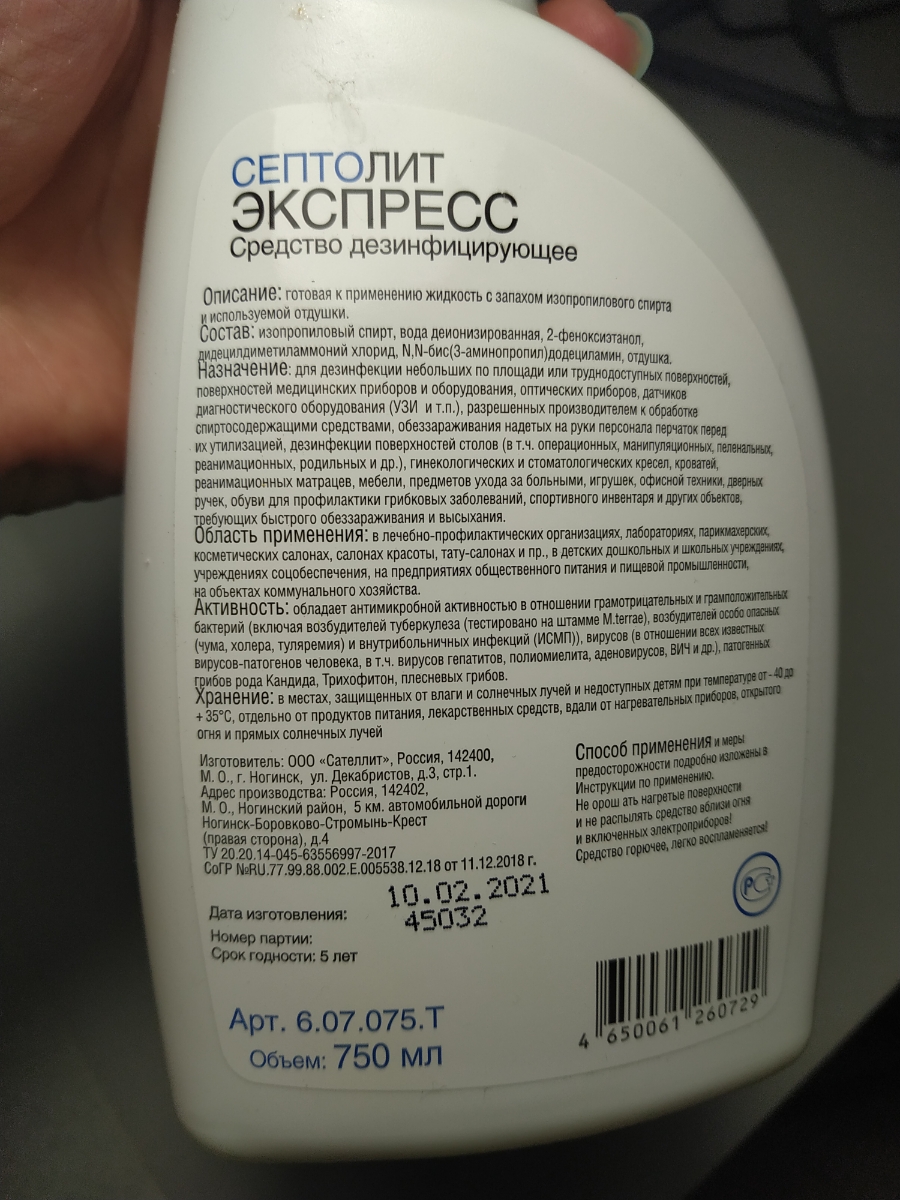 СЕПТОЛИТ
ЭКСПРЕСС
Средство дезинфицирующее
Описание: готовая к применению жидкость с запахом изопропилового спирта
и используемой отдушки.
Состав: изопропиловый спирт, вода деионизированная, 2-феноксиэтанол,
дидецилдиметиламмоний хлорид, N,N-бис(3-аминопропил)додециламин, отдушка.
Назначение: для дезинфекции небольших по площади или труднодоступных поверхностей,
поверхностей медицинских приборов и оборудования, оптических приборов, датчиков
диагностического оборудования (УЗИ и т.п.), разрешенных производителем к обработке
спиртосодержащими средствами, обеззараживания надетых на руки персонала перчаток перед
их утилизацией, дезинфекции поверхностей столов (в т.ч. операционных, манипуляционных, пеленальных,
реанимационных, родильных и др.), гинекологических и стоматологических кресел, кроватей,
реанимационных матрацев, мебели, предметов ухода за больными, игрушек, офисной техники, дверных
ручек, обуви для профилактики грибковых заболеваний, спортивного инвентаря и других объектов,
требующих быстрого обеззараживания и высыхания.
Область применения: в лечебно-профилактических организациях, лабораториях, парикмахерских,
косметических салонах, салонах красоты, тату-салонах и пр., в детских дошкольных и школьных учреждениях,
учреждениях соцобеспечения, на предприятиях общественного питания и пищевой промышленности,
на объектах коммунального хозяйства.
Активность: обладает антимикробной активностью в отношении грамотрицательных и грамположительных
бактерий (включая возбудителей туберкулеза (тестировано на штамме M.terrae), возбудителей особо опасных
(чума, холера, туляремия) и внутрибольничных инфекций (ИСМП)), вирусов (в отношении всех известных
вирусов-патогенов человека, в т.ч. вирусов гепатитов, полиомиелита, аденовирусов, ВИЧ и др.), патогенных
грибов рода Кандида, Трихофитон, плесневых грибов.
Хранение: в местах, защищенных от влаги и солнечных лучей и недоступных детям при температуре от - 40 до
+ 35°С, отдельно от продуктов питания, лекарственных средств, вдали от нагревательных приборов, открытого
огня и прямых солнечных лучей
Изготовитель: ООО «Сателлит», Россия, 142400,
М. О., г. Ногинск, ул. Декабристов, д.3, стр.1.
Адрес производства: Россия, 142402,
М. О., Ногинский район, 5 км. автомобильной дороги
Ногинск-Боровково-Стромынь-Крест
(правая сторона), д.4
ТУ 20.20.14-045-63556997-2017
СоГР №RU.77.99.88.002.Е.005538.12.18 от 11.12.2018 г.
Способ применения и меры
предосторожности подробно изложены в
Инструкции по применению.
Не орош ать нагретые поверхности
и не распылять средство вблизи огня
и включенных электроприборов!
Средство горючее, легко воспламеняется!
РСТ
Дата изготовления: 10.02.2021
Номер партии: 45032
Срок годности: 5 лет
Арт. 6.07.075.Т
Объем: 750 мл
4 650061 260729